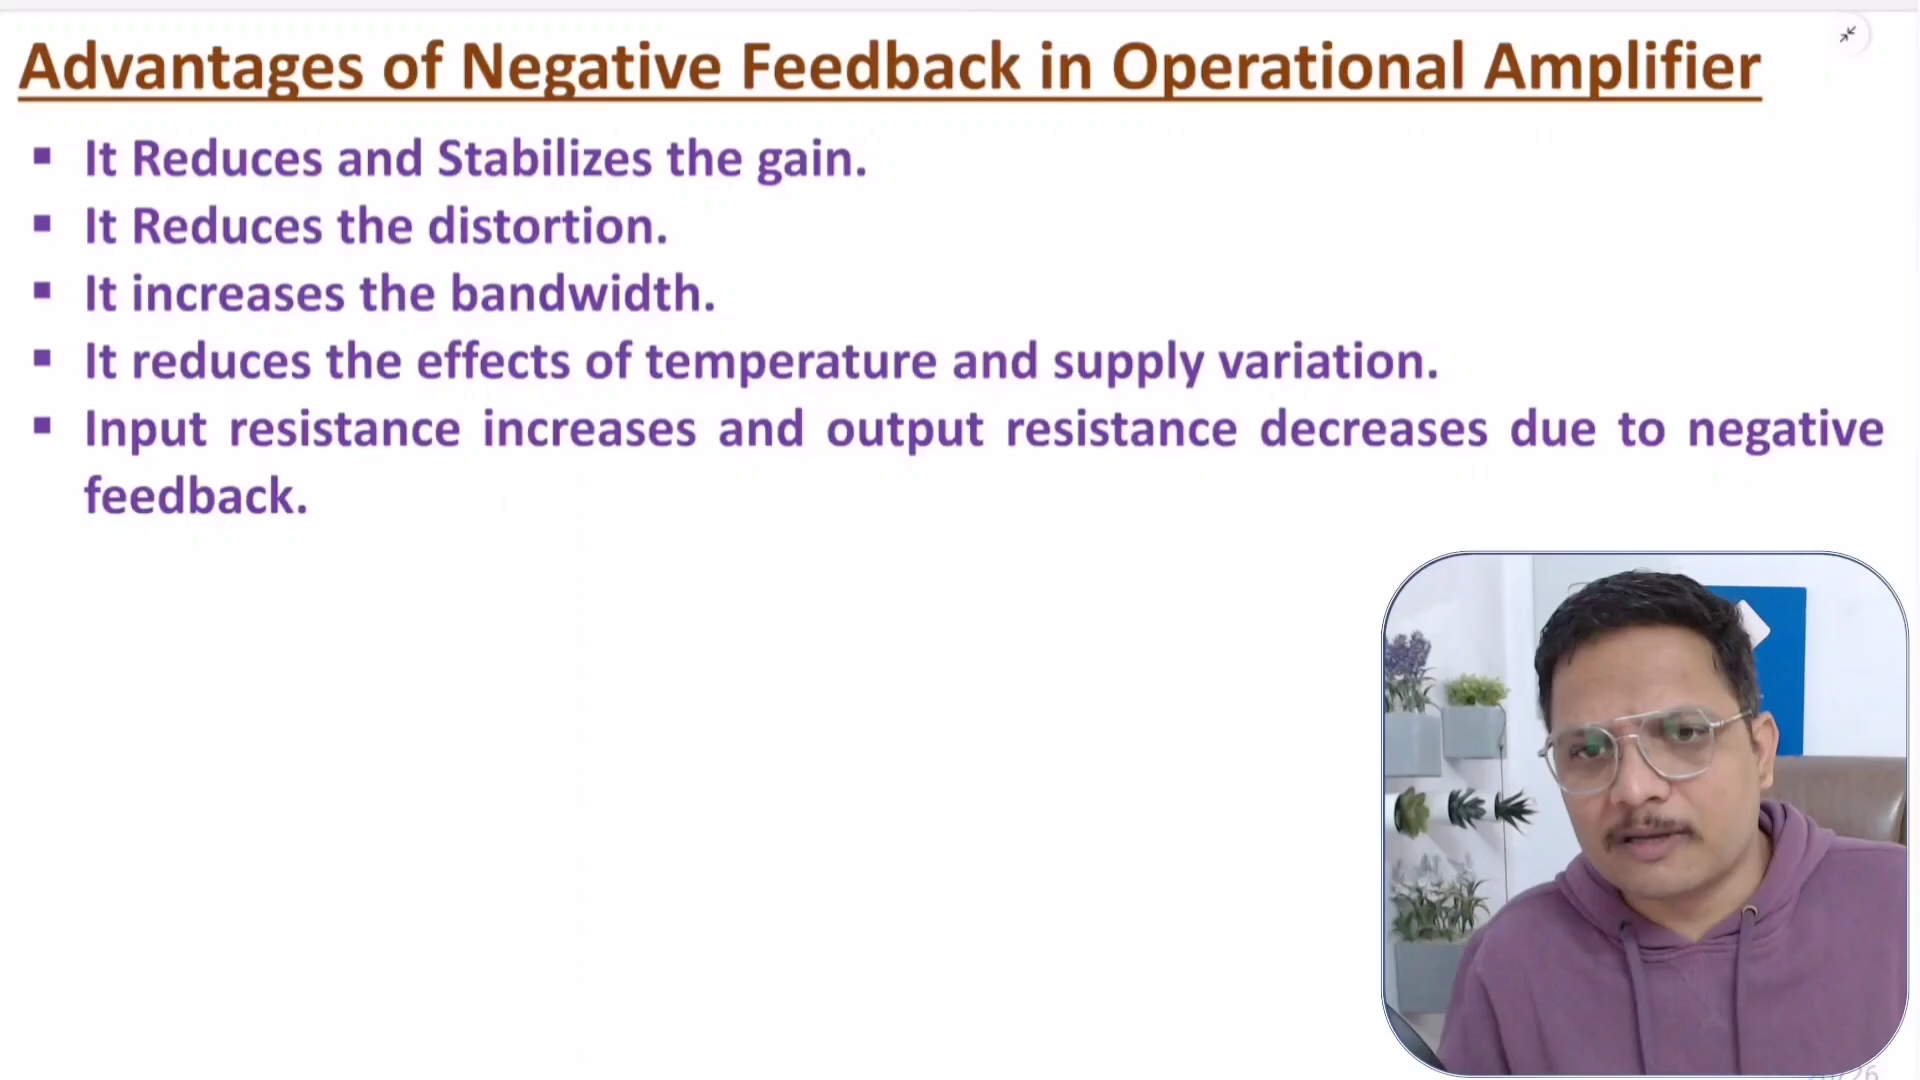 Advantages of Negative Feedback in Operational Amplifier
▪ It Reduces and Stabilizes the gain.
▪ It Reduces the distortion.
▪ It increases the bandwidth.
▪ It reduces the effects of temperature and supply variation.
▪ Input resistance increases and output resistance decreases due to negative
feedback.